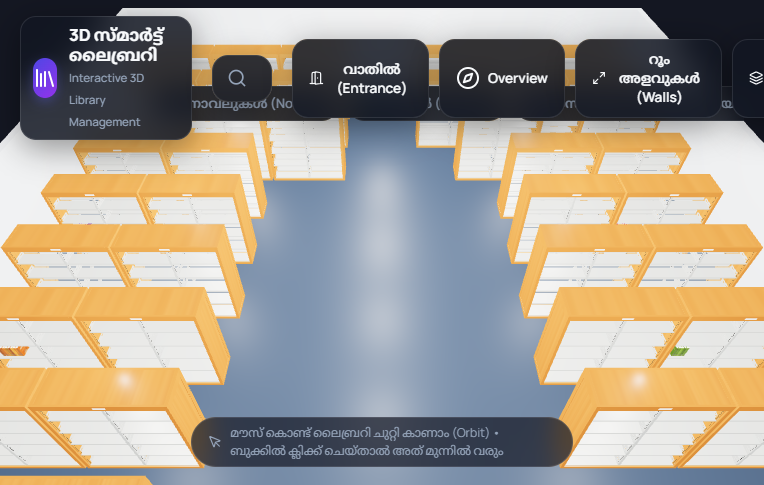 3D സ്മാർട്ട്
ലൈബ്രറി
Interactive 3D
Library
Management
വാതിൽ
(Entrance)
Overview
റൂം
അളവുകൾ
(Walls)
മൗസ് കൊണ്ട് ലൈബ്രറി ചുറ്റി കാണാം (Orbit) •
ബുക്കിൽ ക്ലിക്ക് ചെയ്താൽ അത് മുന്നിൽ വരും